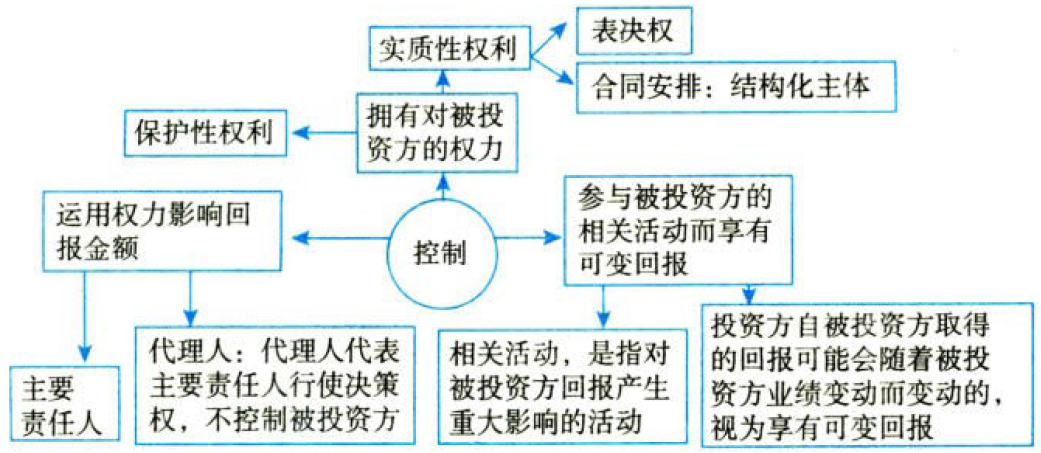 实质性权利
表决权
合同安排：结构化主体
保护性权利
拥有对被投
资方的权力
运用权力影响回
报金额
控制
参与被投资方的
相关活动而享有
可变回报
主要
责任人
代理人：代理人代表
主要责任人行使决策
权，不控制被投资方
相关活动，是指对
被投资方回报产生
重大影响的活动
投资方自被投资方取得
的回报可能会随着被投
资方业绩变动而变动的，
视为享有可变回报